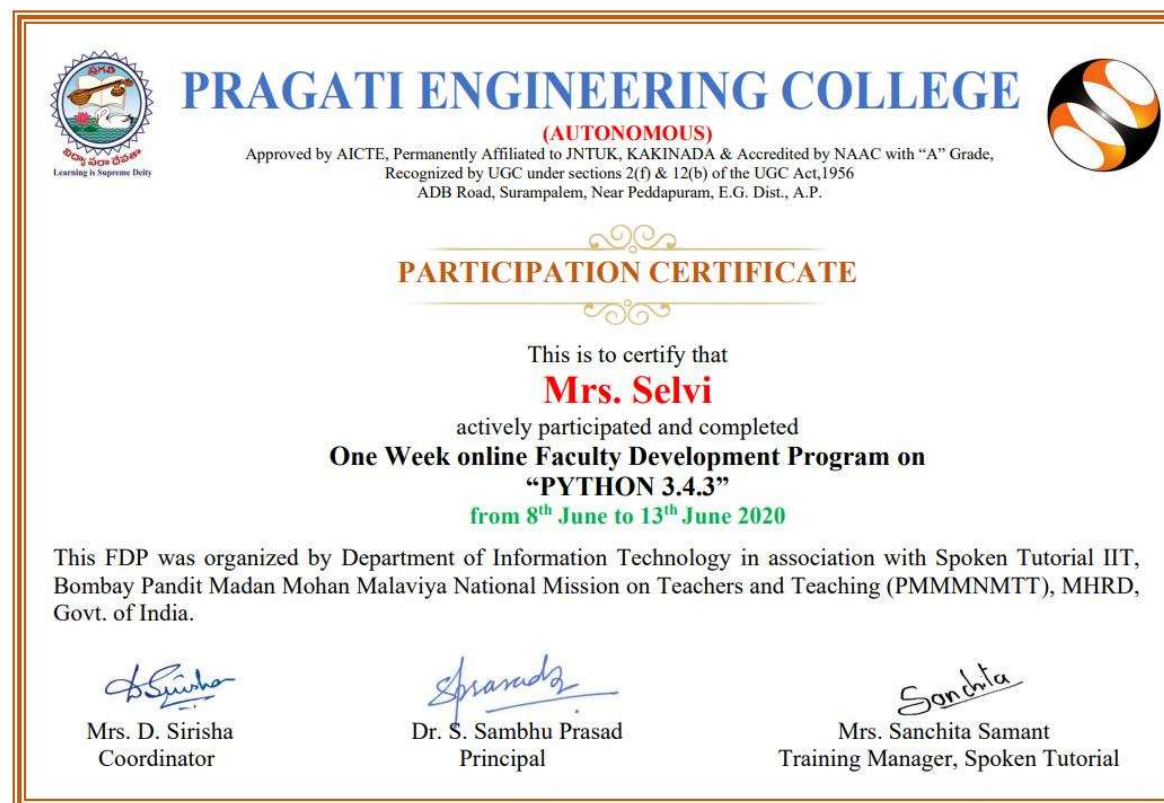 ప్రగతి
విద్యా పరా దేవతా
Learning is Supreme Deity
PRAGATI ENGINEERING COLLEGE
(AUTONOMOUS)
Approved by AICTE, Permanently Affiliated to JNTUK, KAKINADA & Accredited by NAAC with “A” Grade,
Recognized by UGC under sections 2(f) & 12(b) of the UGC Act,1956
ADB Road, Surampalem, Near Peddapuram, E.G. Dist., A.P.
PARTICIPATION CERTIFICATE
This is to certify that
Mrs. Selvi
actively participated and completed
One Week online Faculty Development Program on
“PYTHON 3.4.3”
from 8th June to 13th June 2020
This FDP was organized by Department of Information Technology in association with Spoken Tutorial IIT,
Bombay Pandit Madan Mohan Malaviya National Mission on Teachers and Teaching (PMMMNMTT), MHRD,
Govt. of India.
DSirisha
SPrasad
Sanchita
Mrs. D. Sirisha
Dr. S. Sambhu Prasad
Mrs. Sanchita Samant
Coordinator
Principal
Training Manager, Spoken Tutorial